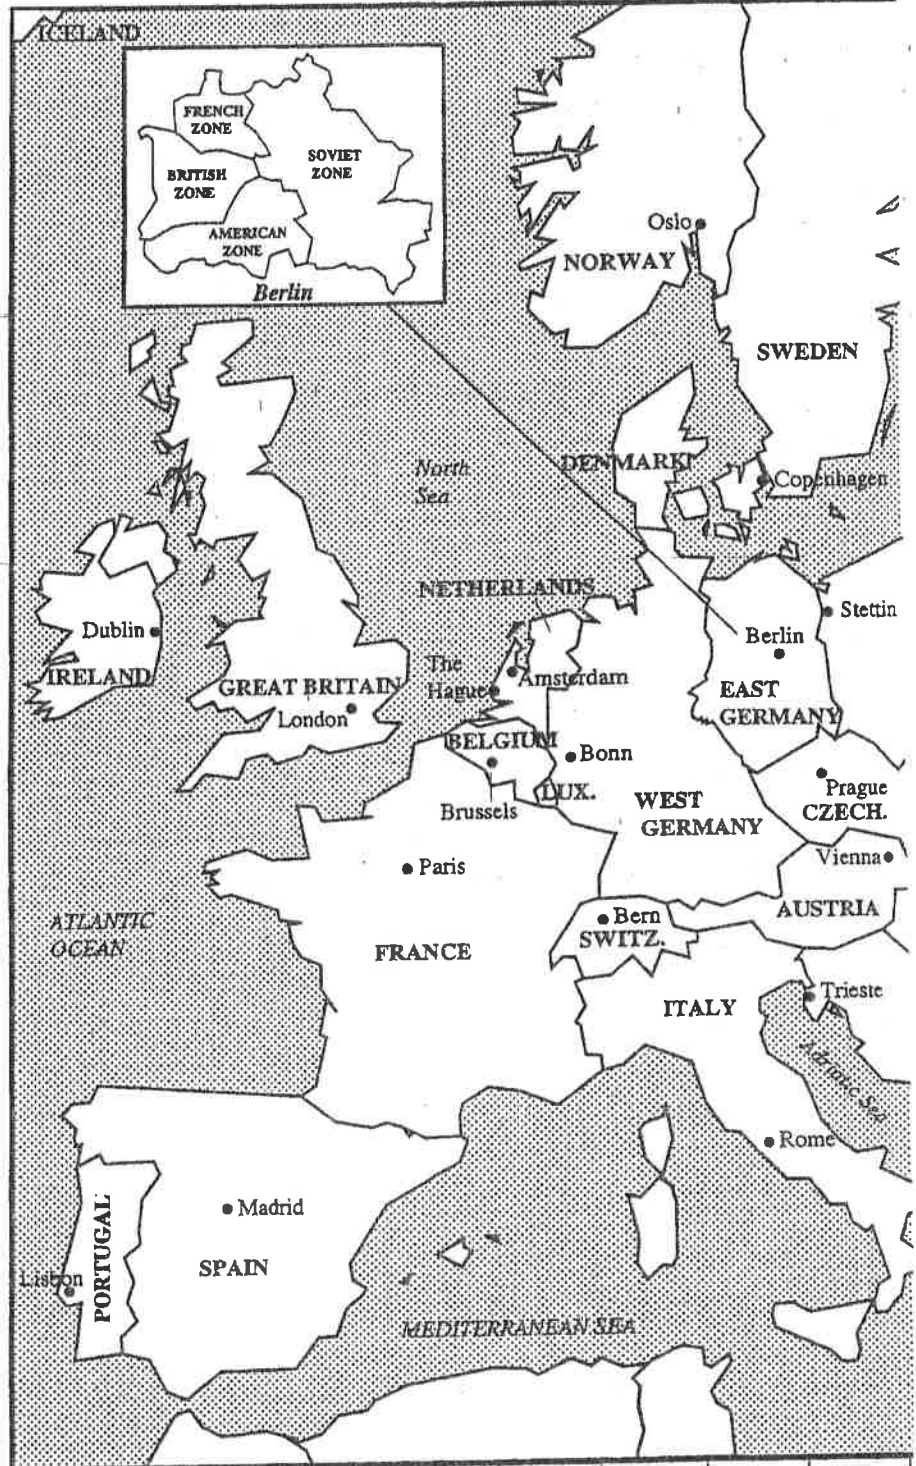 ICELAND
FRENCH
ZONE
SOVIET
ZONE
BRITISH
ZONE
AMERICAN
ZONE
Berlin
Oslo
NORWAY
SWEDEN
North
Sea
DENMARK
Copenhagen
NETHERLANDS
Stettin
Dublin
Berlin
IRELAND
The
Hague
Amsterdam
GREAT BRITAIN
London
EAST
GERMANY
BELGIUM
Bonn
LUX.
Brussels
Prague
CZECH.
WEST
GERMANY
Vienna
Paris
AUSTRIA
Bern
SWITZ.
ATLANTIC
OCEAN
FRANCE
Trieste
ITALY
Adriatic Sea
Rome
Madrid
PORTUGAL
SPAIN
Lisbon
MEDITERRANEAN SEA